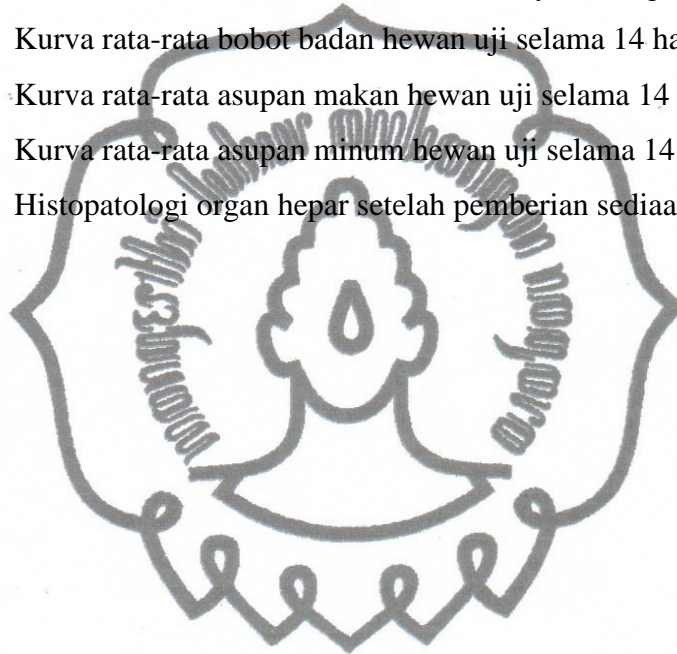 Kurva rata-rata bobot badan hewan uji selama 14 ha
Kurva rata-rata asupan makan hewan uji selama 14
Kurva rata-rata asupan minum hewan uji selama 14
Histopatologi organ hepar setelah pemberian sediaa